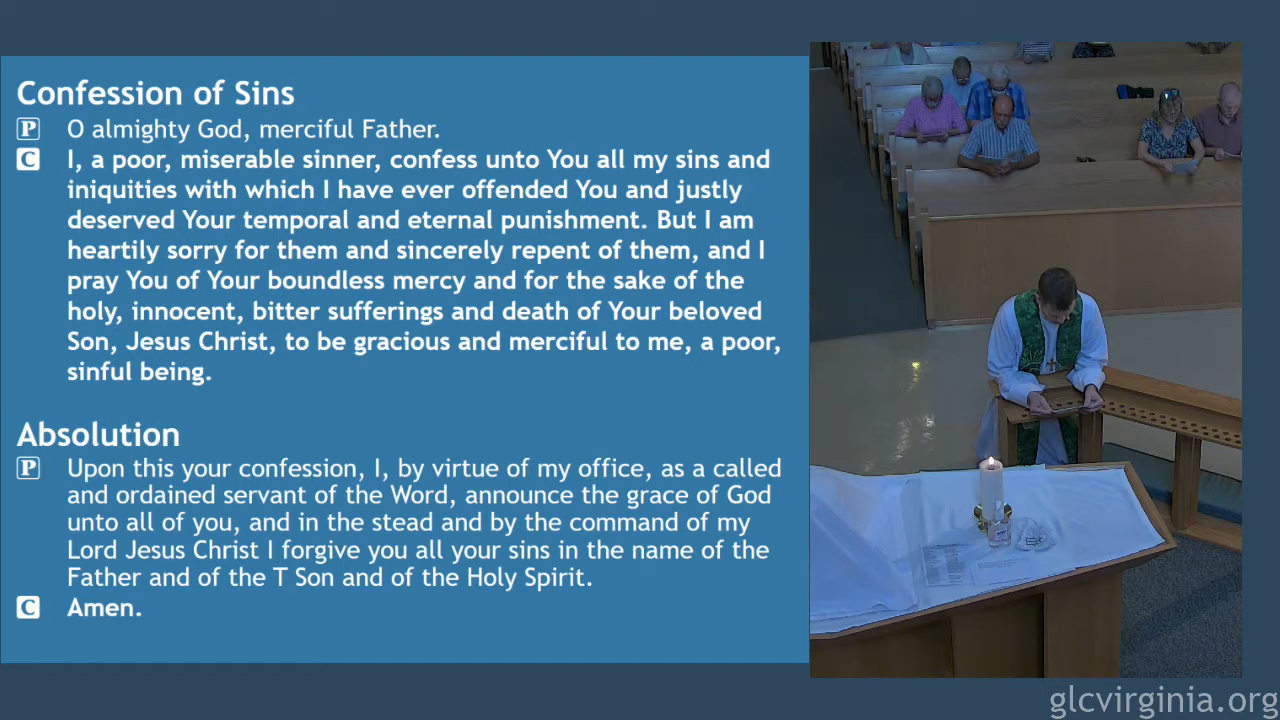 Confession of Sins
P O almighty God, merciful Father.
C I, a poor, miserable sinner, confess unto You all my sins and
iniquities with which I have ever offended You and justly
deserved Your temporal and eternal punishment. But I am
heartily sorry for them and sincerely repent of them, and I
pray You of Your boundless mercy and for the sake of the
holy, innocent, bitter sufferings and death of Your beloved
Son, Jesus Christ, to be gracious and merciful to me, a poor,
sinful being.
Absolution
P Upon this your confession, I, by virtue of my office, as a called
and ordained servant of the Word, announce the grace of God
unto all of you, and in the stead and by the command of my
Lord Jesus Christ I forgive you all your sins in the name of the
Father and of the T Son and of the Holy Spirit.
C Amen.
glcvirginia.org